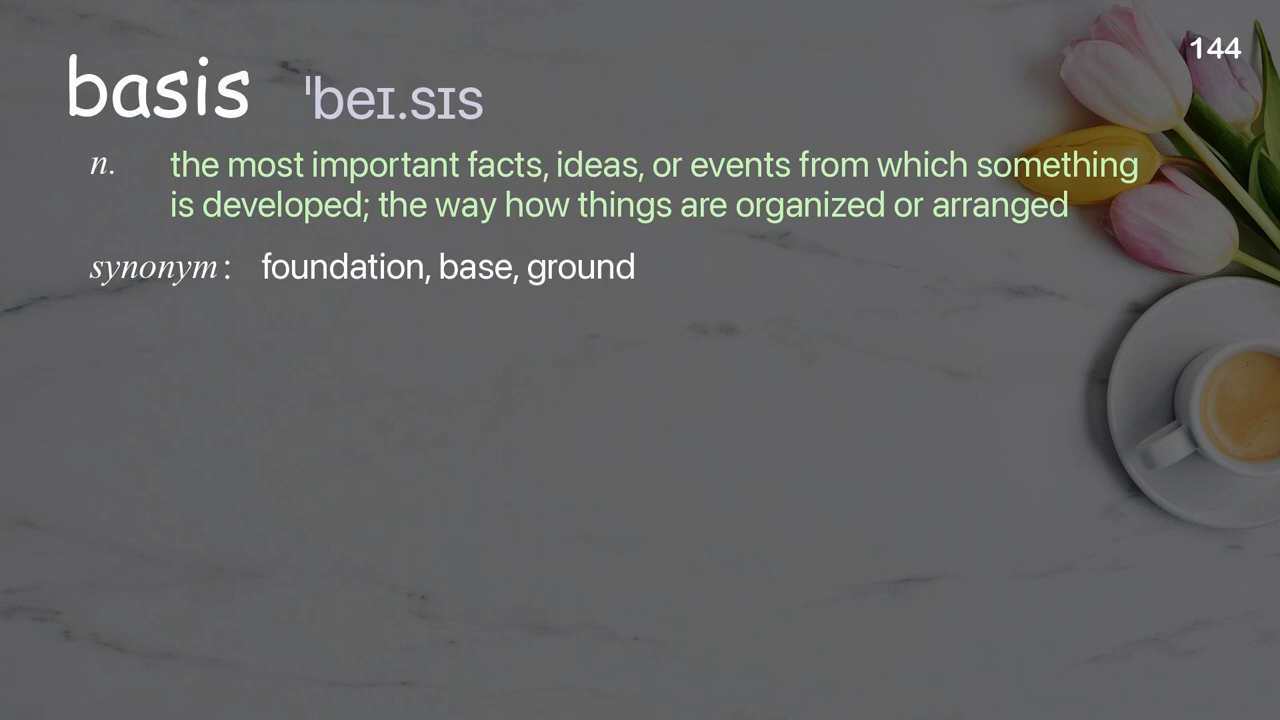 144
basis ˈbeɪ.sɪs
n. the most important facts, ideas, or events from which something
is developed; the way how things are organized or arranged
synonym : foundation, base, ground